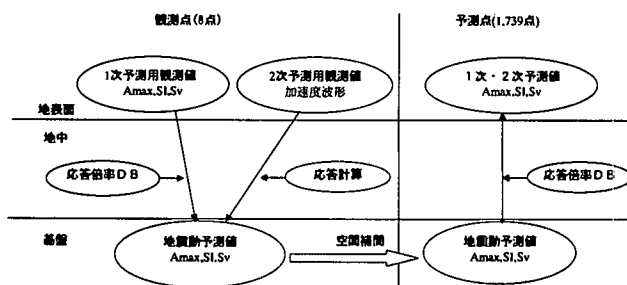 観測点(8点)
予測点(1,739点)
1次予測用観測値
Amax,SI,Sv
2次予測用観測値
加速度波形
1次・2次予測値
Amax,SI,Sv
地表面
地中
応答倍率DB
応答計算
応答倍率DB
基盤
地震動予測値
Amax,SI,Sv
空間補間
地震動予測値
Amax,SI,Sv